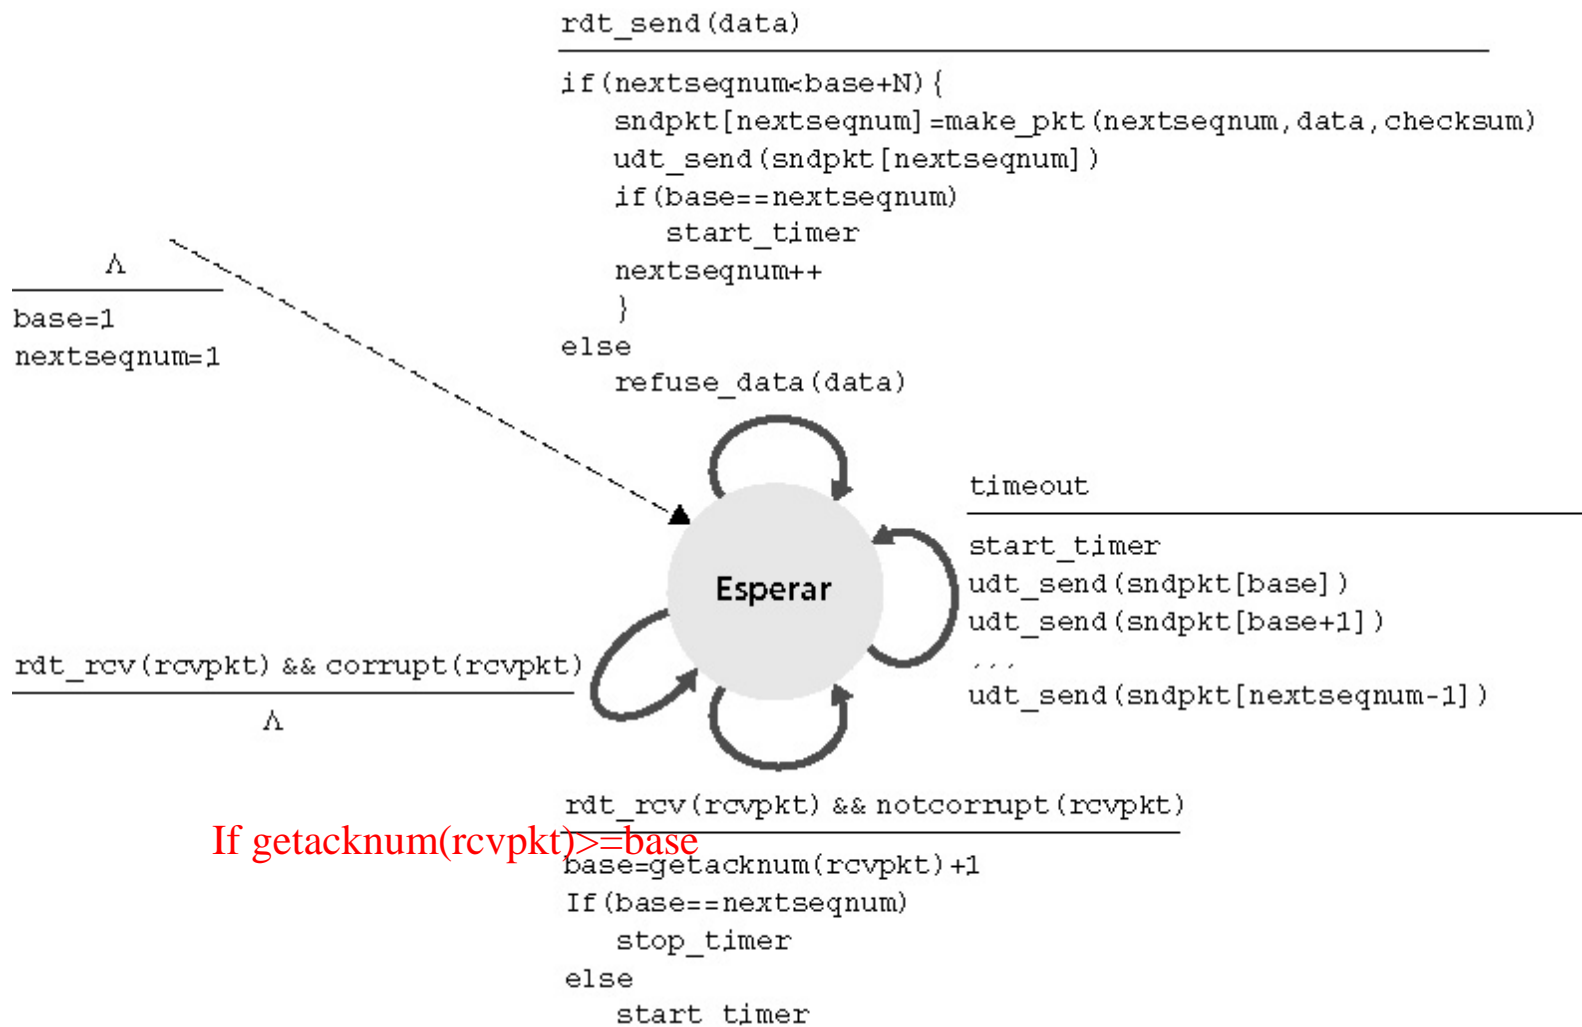 rdt_send(data)
if(nextseqnum<base+N){
sndpkt[nextseqnum]=make_pkt(nextseqnum,data,checksum)
udt_send(sndpkt[nextseqnum])
if(base==nextseqnum)
start_timer
nextseqnum++
}
else
refuse_data(data)
Λ
base=1
nextseqnum=1
timeout
start_timer
udt_send(sndpkt[base])
udt_send(sndpkt[base+1])
...
udt_send(sndpkt[nextseqnum-1])
Esperar
rdt_rcv(rcvpkt) && corrupt(rcvpkt)
Λ
rdt_rcv(rcvpkt) && notcorrupt(rcvpkt)
If getacknum(rcvpkt)>=base
base=getacknum(rcvpkt)+1
If(base==nextseqnum)
stop_timer
else
start_timer